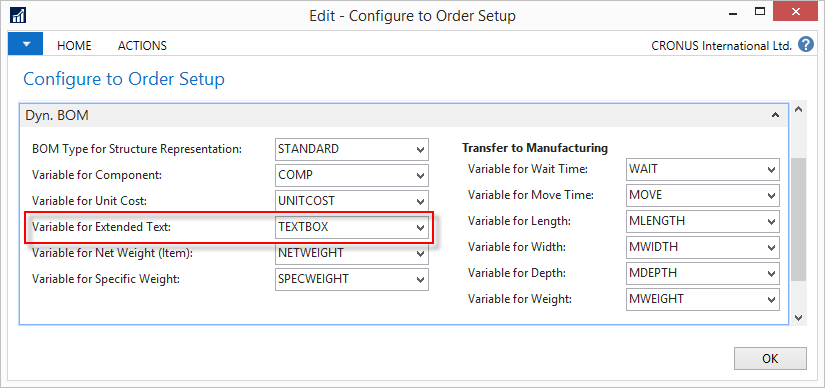 Edit - Configure to Order Setup
HOME ACTIONS CRONUS International Ltd. ?
Configure to Order Setup
Dyn. BOM
BOM Type for Structure Representation: STANDARD
Variable for Component: COMP
Variable for Unit Cost: UNITCOST
Variable for Extended Text: TEXTBOX
Variable for Net Weight (Item): NETWEIGHT
Variable for Specific Weight: SPECWEIGHT
Transfer to Manufacturing
Variable for Wait Time: WAIT
Variable for Move Time: MOVE
Variable for Length: MLENGTH
Variable for Width: MWIDTH
Variable for Depth: MDEPTH
Variable for Weight: MWEIGHT
OK